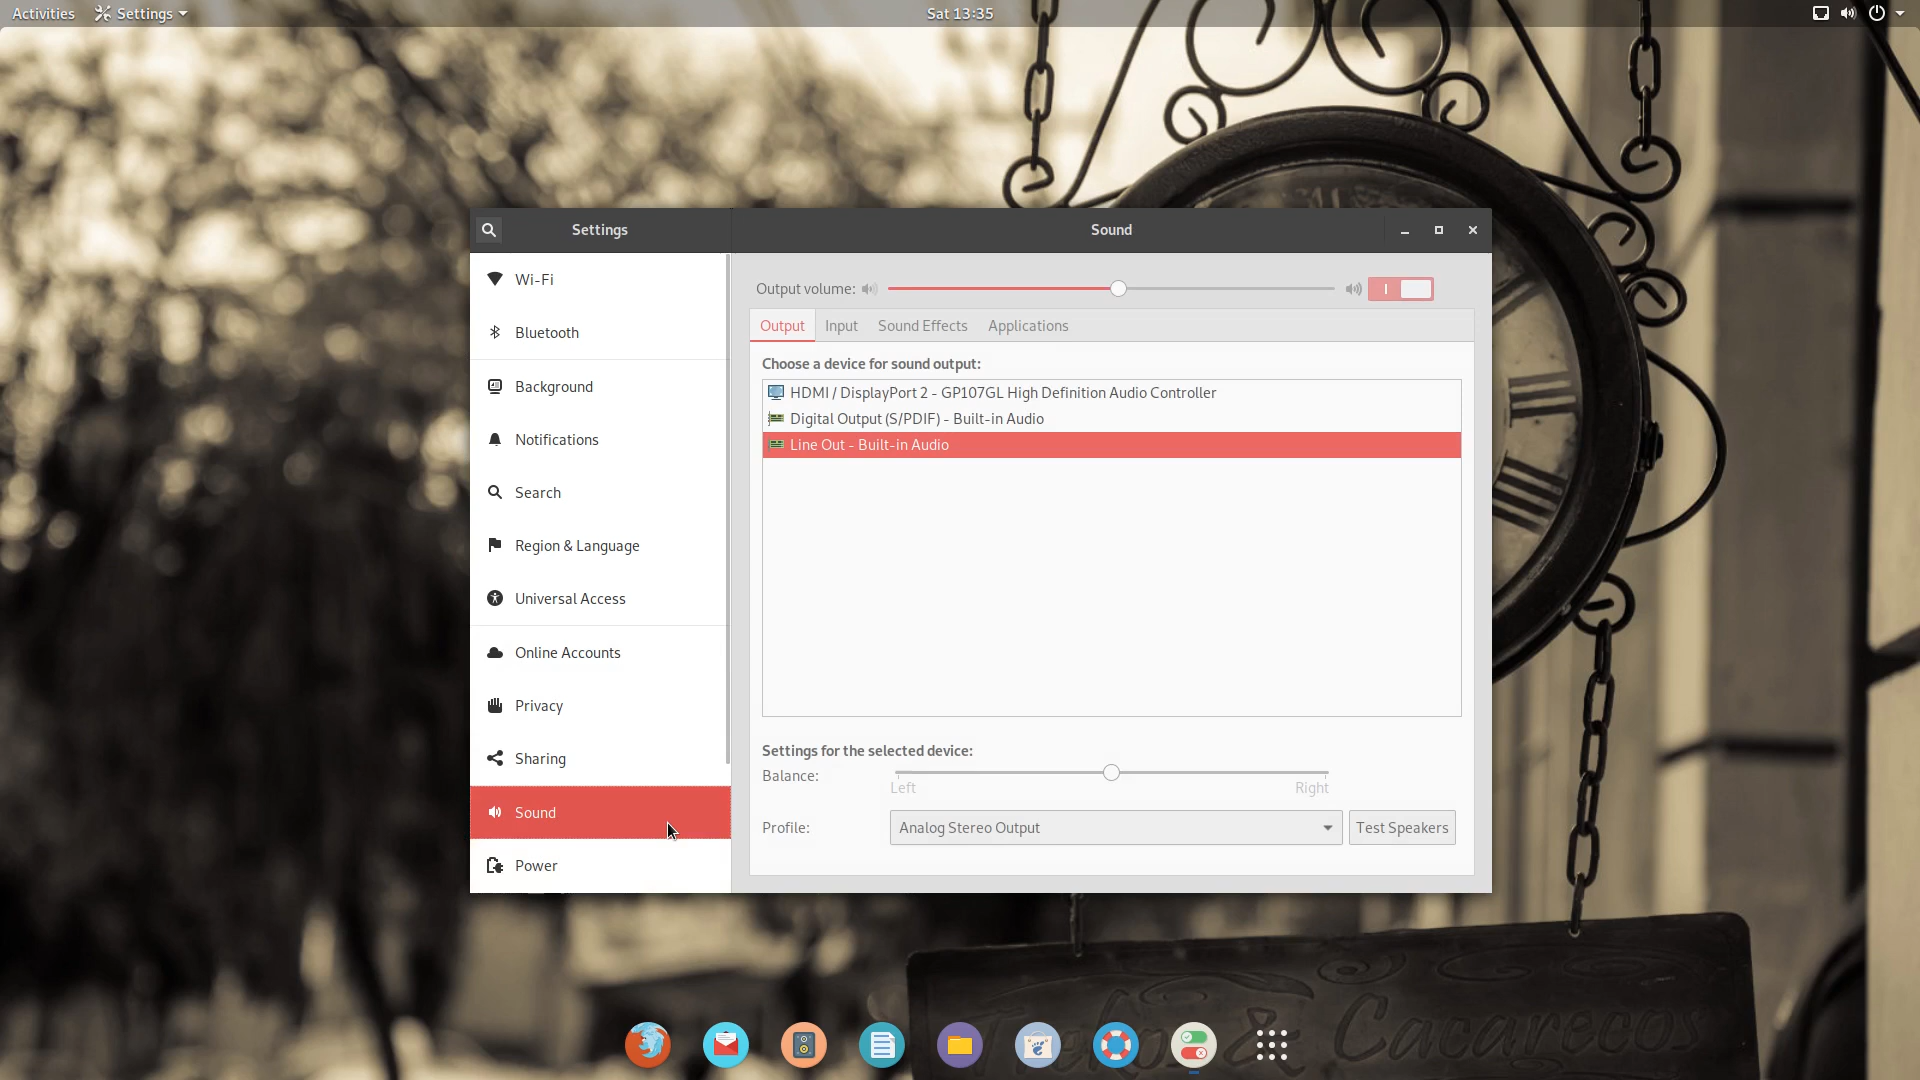 Activities
Settings
Sat 13:35
Settings
Sound
Wi-Fi
Bluetooth
Background
Notifications
Search
Region & Language
Universal Access
Online Accounts
Privacy
Sharing
Sound
Power
Output volume:
Output
Input
Sound Effects
Applications
Choose a device for sound output:
HDMI / DisplayPort 2 - GP107GL High Definition Audio Controller
Digital Output (S/PDIF) - Built-in Audio
Line Out - Built-in Audio
Settings for the selected device:
Balance:
Left
Right
Profile:
Analog Stereo Output
Test Speakers
& Cacarecos